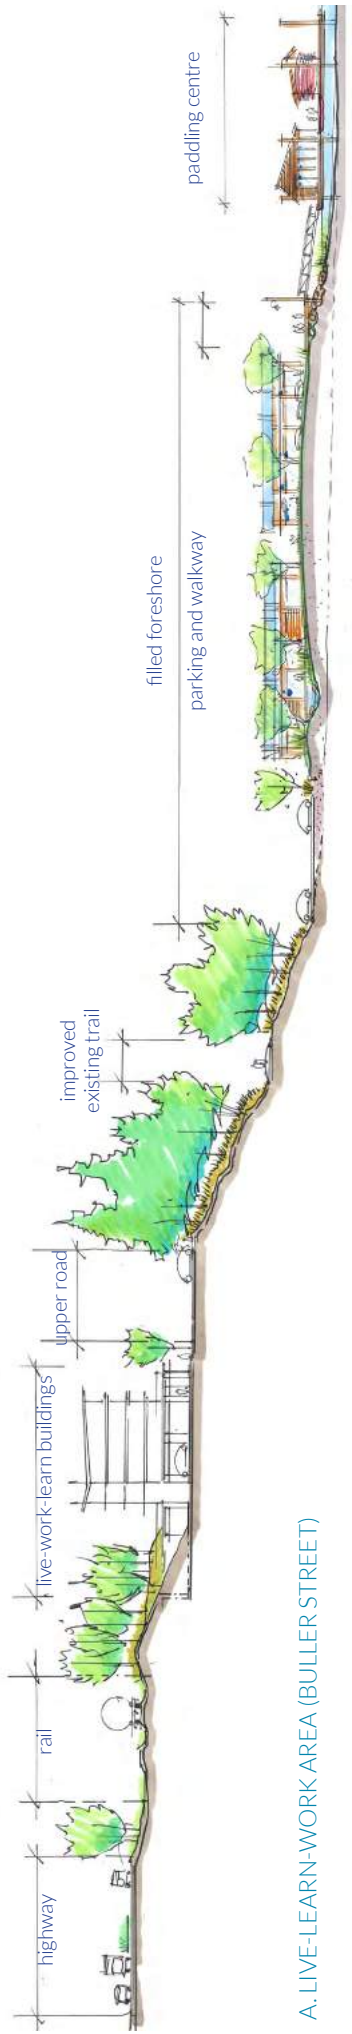 highway
rail
live-work-learn buildings
upper road
improved
existing trail
filled foreshore
parking and walkway
paddling centre
A. LIVE-LEARN-WORK AREA (BULLER STREET)